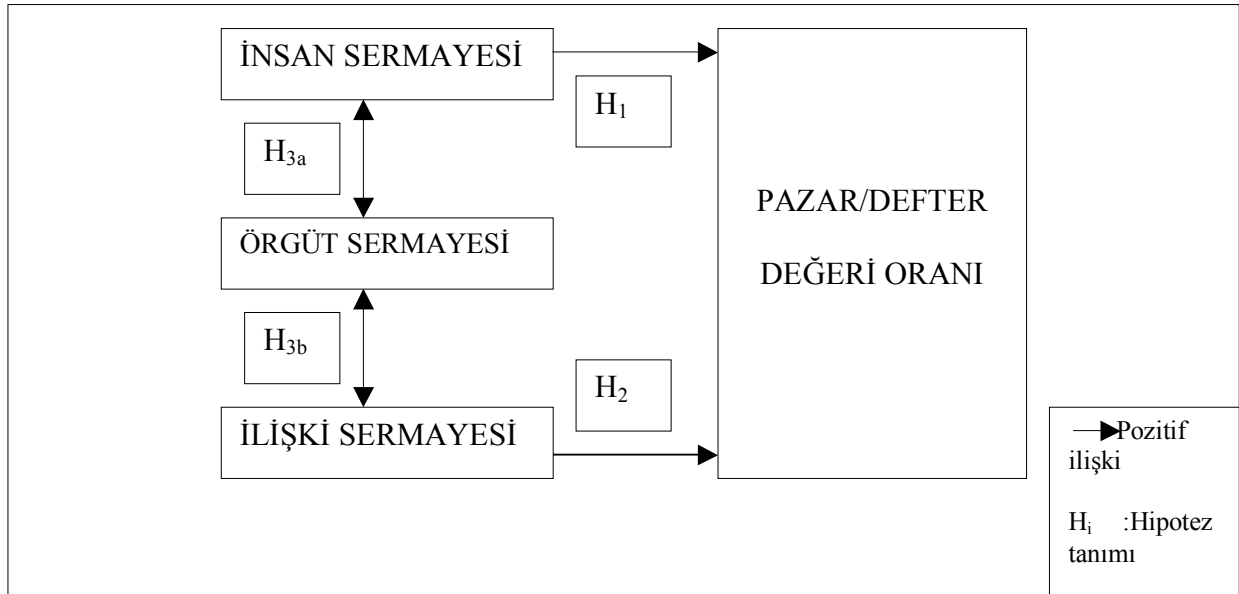 İNSAN SERMAYESİ
H1
H3a
ÖRGÜT SERMAYESİ
PAZAR/DEFTER
DEĞERİ ORANI
H3b
H2
İLİŞKİ SERMAYESİ
Pozitif
ilişki
Hi :Hipotez
tanımı